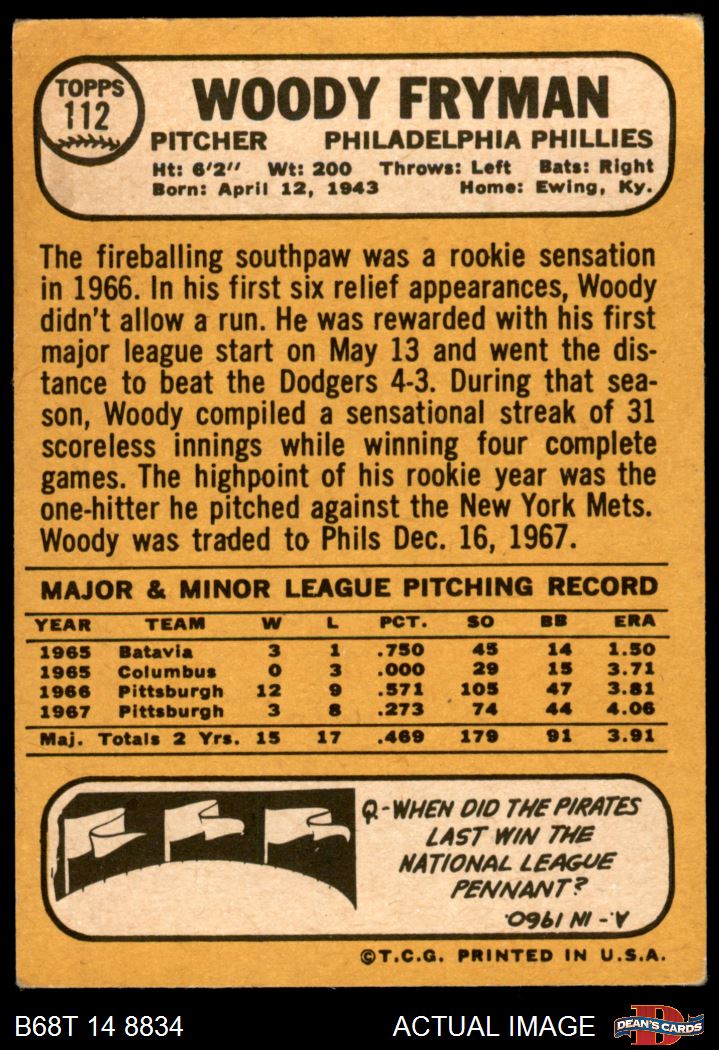 TOPPS
112
WOODY FRYMAN
PITCHER PHILADELPHIA PHILLIES
Ht: 6'2" Wt: 200 Throws: Left Bats: Right
Born: April 12, 1943 Home: Ewing, Ky.
The fireballing southpaw was a rookie sensation
in 1966. In his first six relief appearances, Woody
didn't allow a run. He was rewarded with his first
major league start on May 13 and went the dis-
tance to beat the Dodgers 4-3. During that sea-
son, Woody compiled a sensational streak of 31
scoreless innings while winning four complete
games. The highpoint of his rookie year was the
one-hitter he pitched against the New York Mets.
Woody was traded to Phils Dec. 16, 1967.
MAJOR & MINOR LEAGUE PITCHING RECORD
YEAR TEAM W L PCT. SO BB ERA
1965 Batavia 3 1 .750 45 14 1.50
1965 Columbus 0 3 .000 29 15 3.71
1966 Pittsburgh 12 9 .571 105 47 3.81
1967 Pittsburgh 3 8 .273 74 44 4.06
Maj. Totals 2 Yrs. 15 17 .469 179 91 3.91
Q-WHEN DID THE PIRATES
LAST WIN THE
NATIONAL LEAGUE
PENNANT?
A.- IN 1960.
©T.C.G. PRINTED IN U.S.A.
B68T 14 8834 ACTUAL IMAGE D DEAN'S CARDS